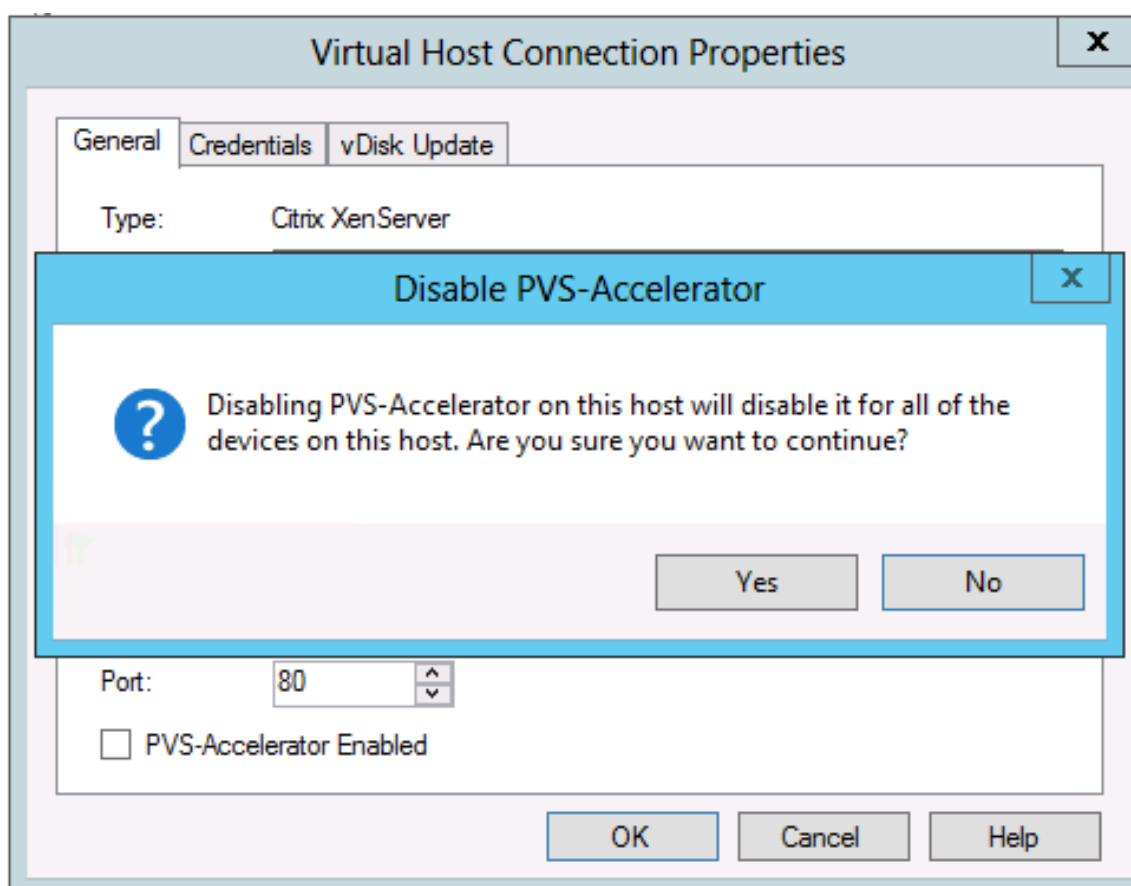 Virtual Host Connection Properties
x
General
Credentials
vDisk Update
Type: Citrix XenServer
Disable PVS-Accelerator
x
Disabling PVS-Accelerator on this host will disable it for all of the
devices on this host. Are you sure you want to continue?
Yes
No
Port: 80
PVS-Accelerator Enabled
OK
Cancel
Help